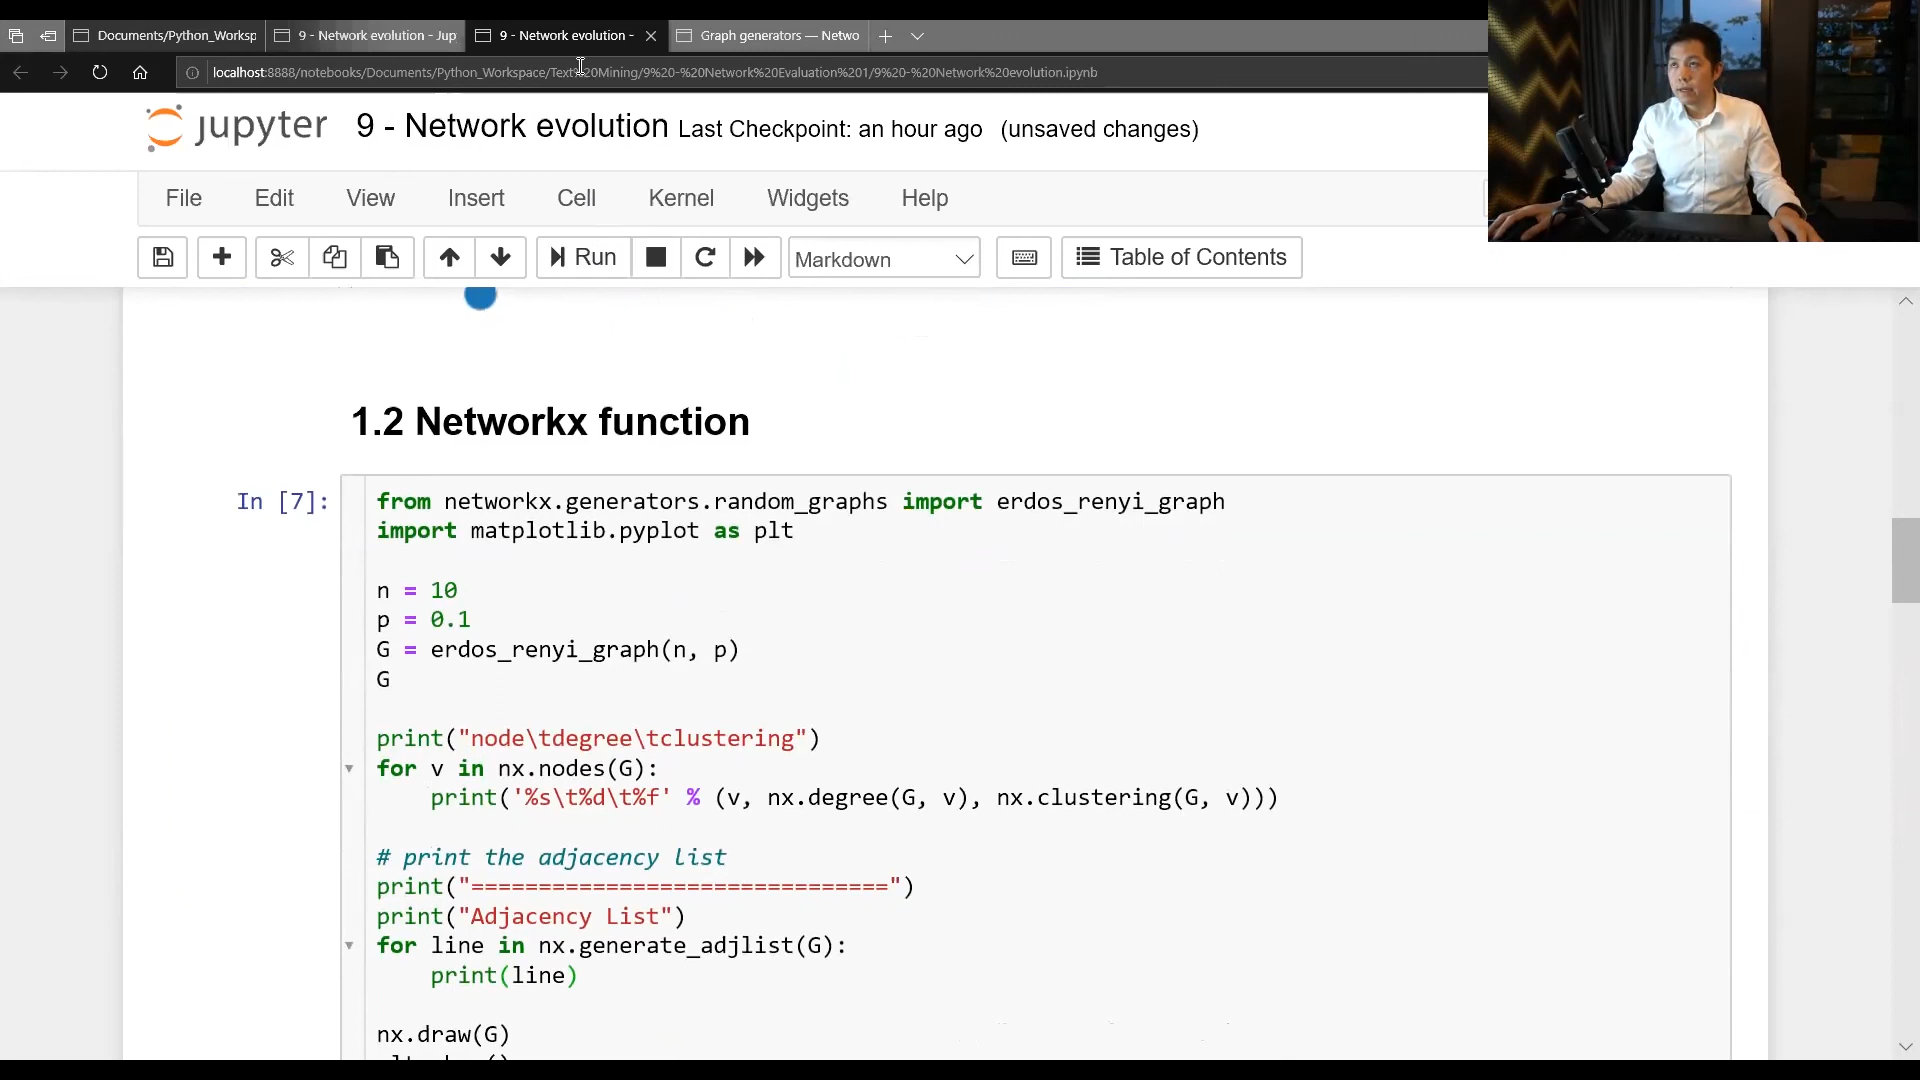 Documents/Python_Worksp
9 - Network evolution - Jup
9 - Network evolution -
Graph generators — Netwo
localhost:8888/notebooks/Documents/Python_Workspace/Text%20Mining/9%20-%20Network%20Evaluation%201/9%20-%20Network%20evolution.ipynb
jupyter 9 - Network evolution Last Checkpoint: an hour ago (unsaved changes)
File Edit View Insert Cell Kernel Widgets Help
Run Markdown Table of Contents
1.2 Networkx function
In [7]:
from networkx.generators.random_graphs import erdos_renyi_graph
import matplotlib.pyplot as plt
n = 10
p = 0.1
G = erdos_renyi_graph(n, p)
G
print("node\tdegree\tclustering")
for v in nx.nodes(G):
    print('%s\t%d\t%f' % (v, nx.degree(G, v), nx.clustering(G, v)))
# print the adjacency list
print("===============================")
print("Adjacency List")
for line in nx.generate_adjlist(G):
    print(line)
nx.draw(G)